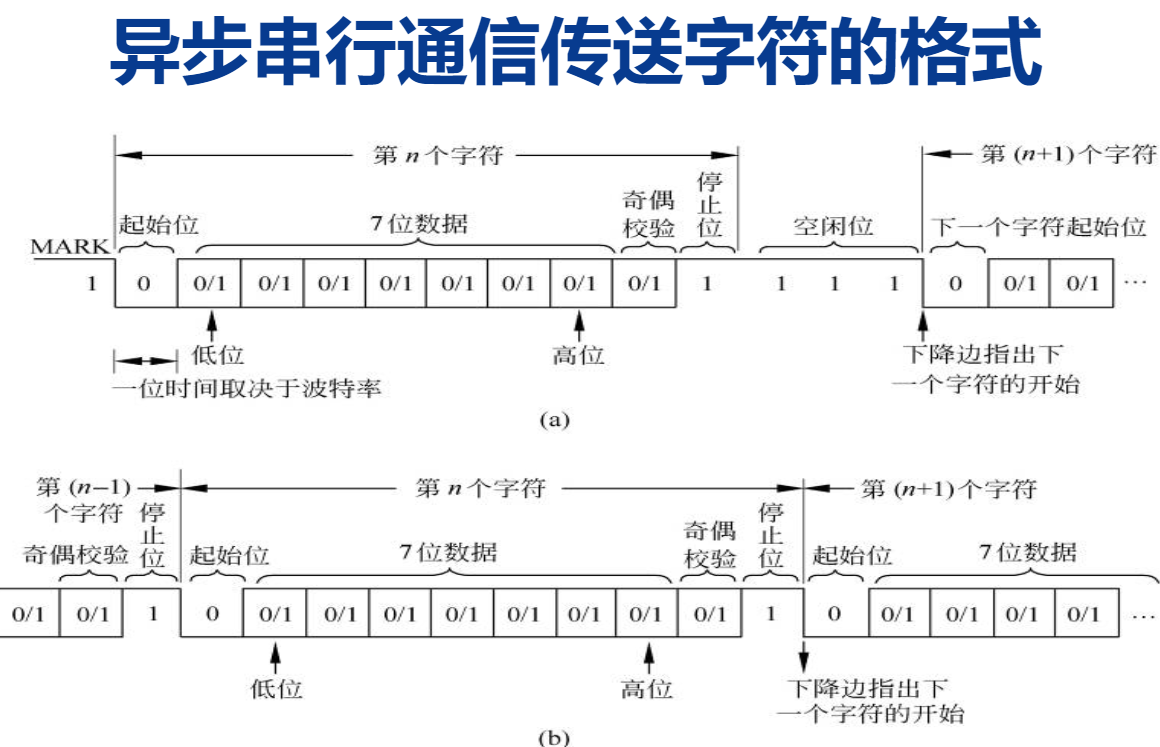 异步串行通信传送字符的格式
第 n 个字符
第 (n+1) 个字符
起始位
7 位数据
奇偶
校验
停
止
位
空闲位
下一个字符起始位
MARK
1 0 0/1 0/1 0/1 0/1 0/1 0/1 0/1 0/1 1 1 1 1 0 0/1 0/1 …
低位
高位
下降边指出下
一个字符的开始
一位时间取决于波特率
(a)
第 (n−1)
个字符
第 n 个字符
第 (n+1) 个字符
奇偶校验
停
止
位
起始位
7 位数据
奇偶
校验
停
止
位
起始位
7 位数据
0/1 0/1 1 0 0/1 0/1 0/1 0/1 0/1 0/1 0/1 0/1 1 0 0/1 0/1 0/1 0/1 …
低位
高位
下降边指出下
一个字符的开始
(b)